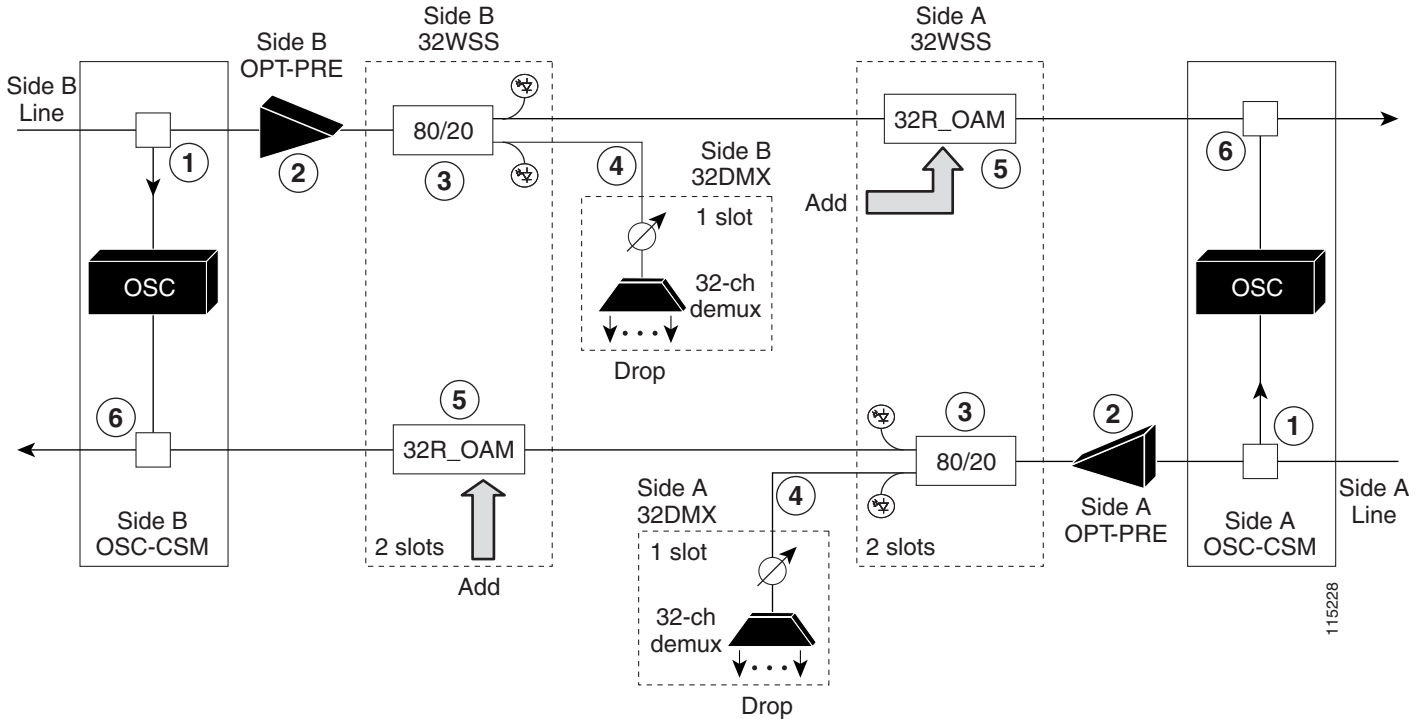 Side B
32WSS
Side A
32WSS
Side B
OPT-PRE
Side B
Line
80/20
32R_OAM
1
2
3
4
Side B
32DMX
5
6
Add
1 slot
OSC
32-ch
demux
OSC
Drop
5
6
3
2
1
32R_OAM
80/20
Side A
32DMX
4
Side A
Line
Side B
OSC-CSM
2 slots
Add
1 slot
2 slots
Side A
OPT-PRE
Side A
OSC-CSM
32-ch
demux
Drop
115228